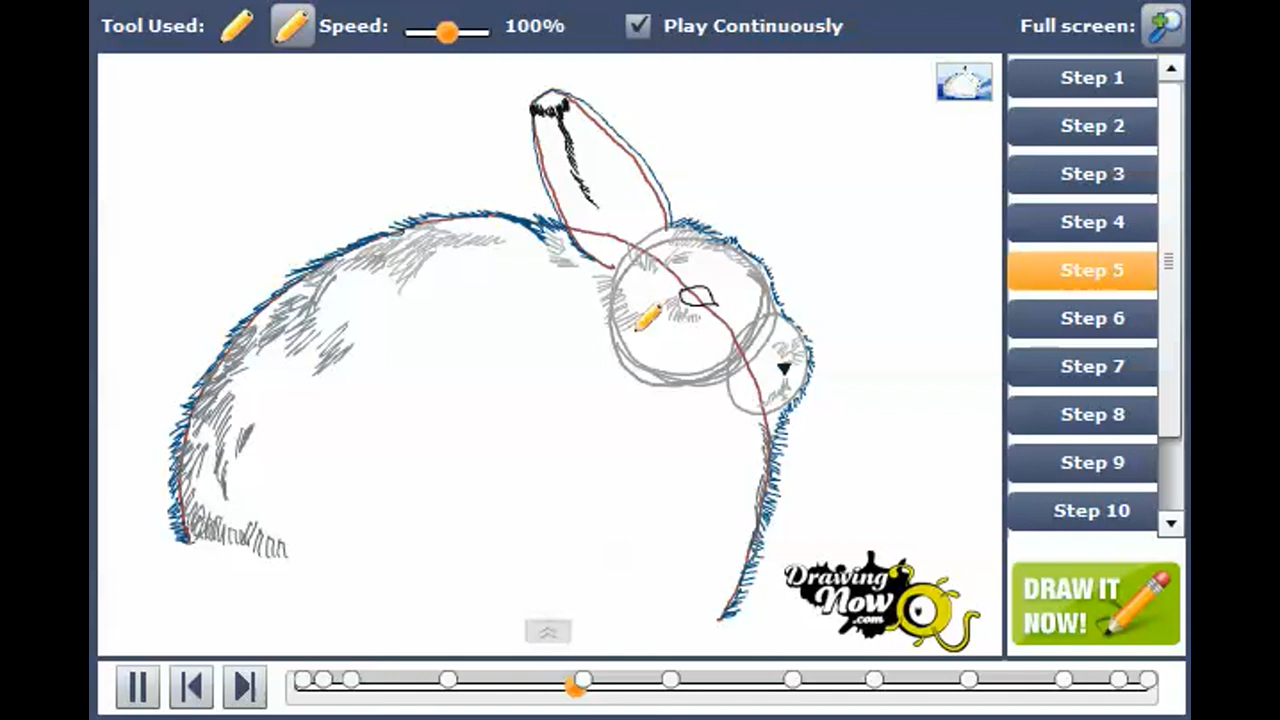 Tool Used:
Speed:
100%
Play Continuously
Full screen:
Step 1
Step 2
Step 3
Step 4
Step 5
Step 6
Step 7
Step 8
Step 9
Step 10
Drawing
Now
.com
DRAW IT
NOW!